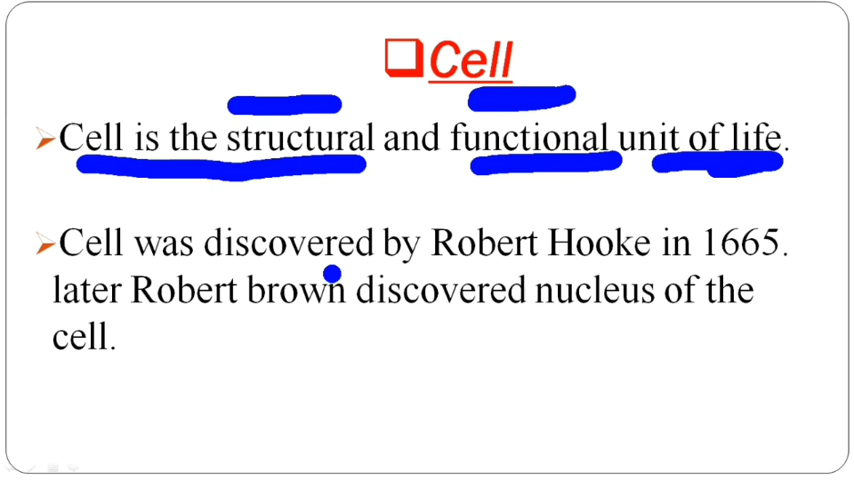 Cell
Cell is the structural and functional unit of life.
Cell was discovered by Robert Hooke in 1665.
later Robert brown discovered nucleus of the
cell.